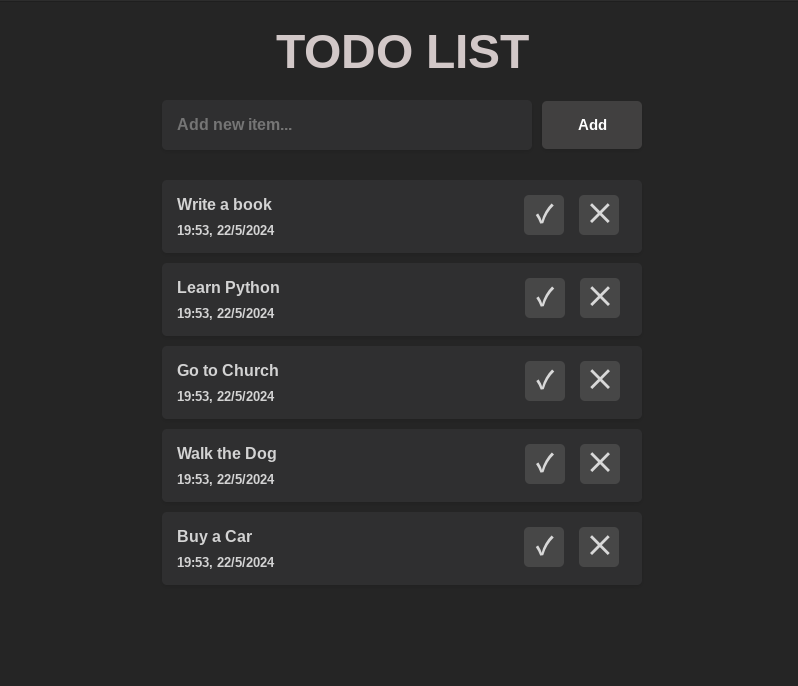 TODO LIST
Add new item...
Add
Write a book
19:53, 22/5/2024
Learn Python
19:53, 22/5/2024
Go to Church
19:53, 22/5/2024
Walk the Dog
19:53, 22/5/2024
Buy a Car
19:53, 22/5/2024